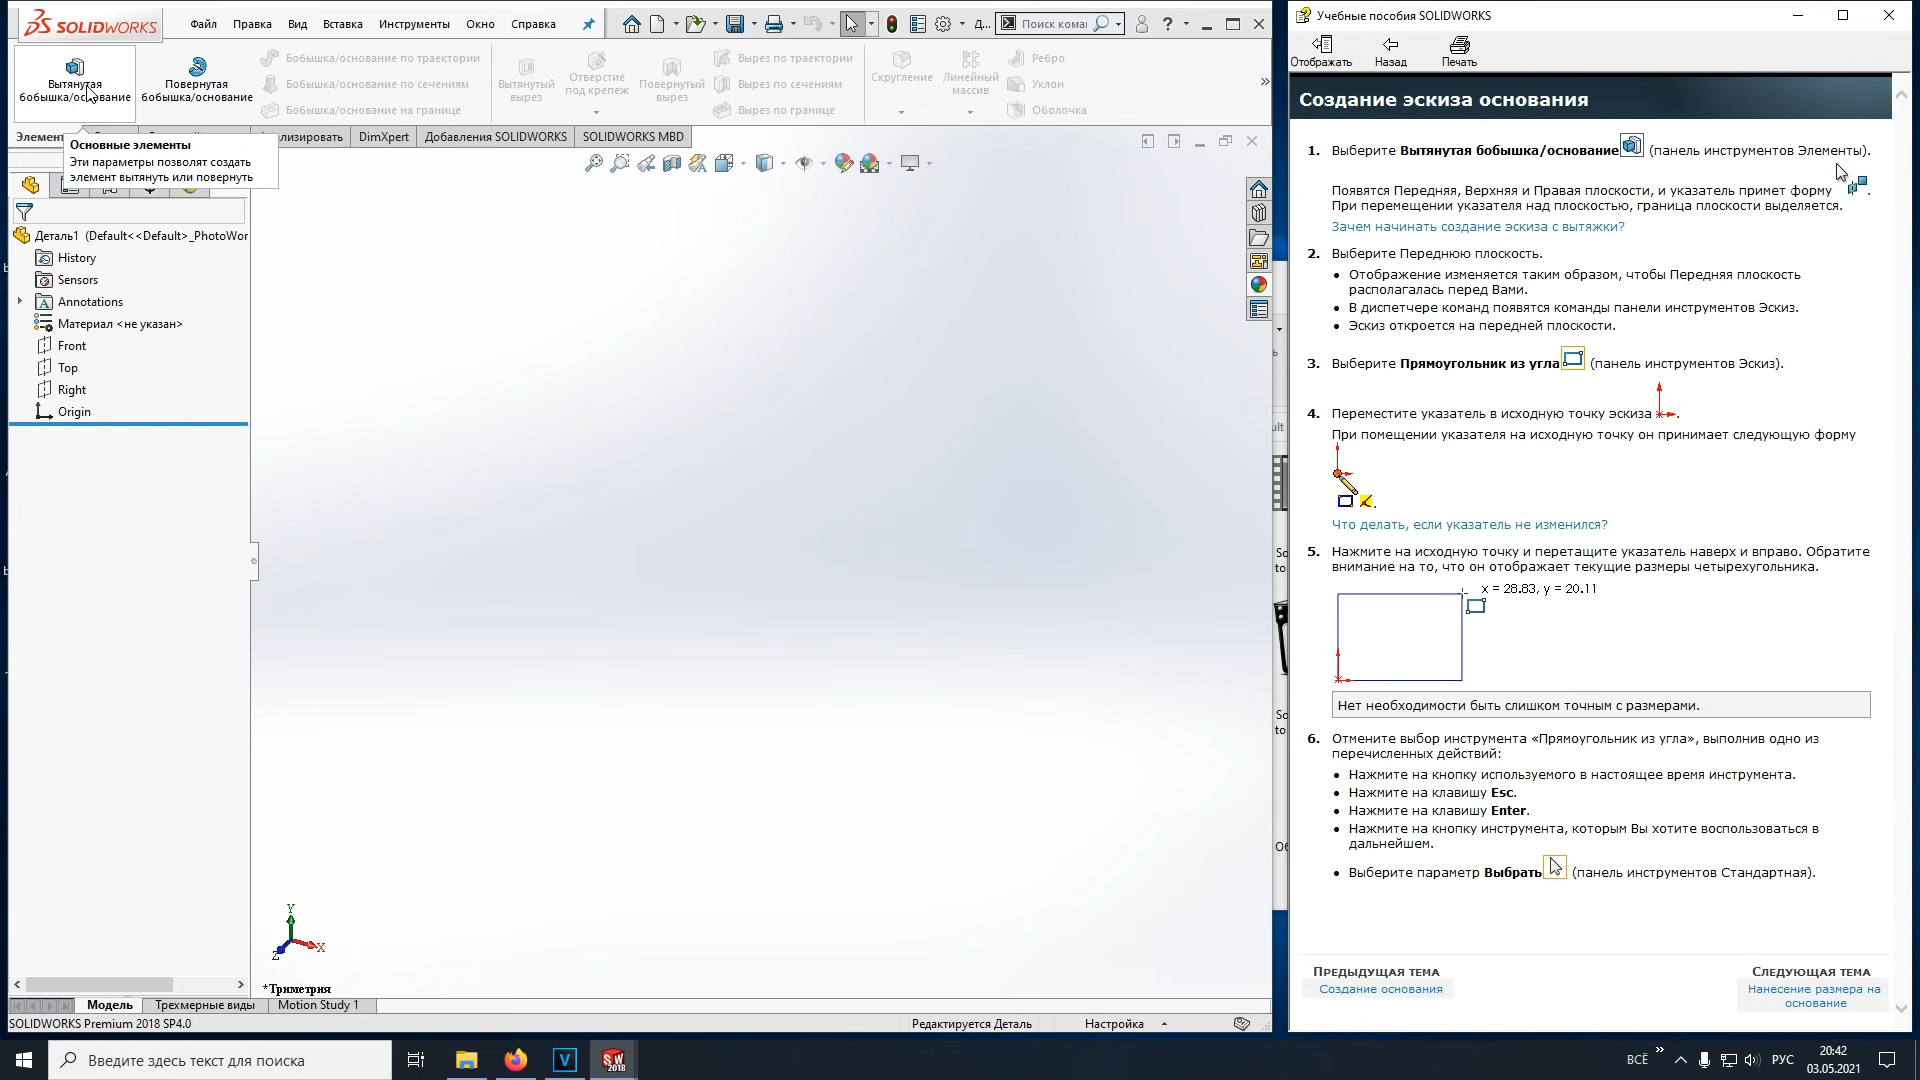 SOLIDWORKS
Файл Правка Вид Вставка Инструменты Окно Справка
Д... Поиск кома
Вытянутая бобышка/основание
Повернутая бобышка/основание
Бобышка/основание по траектории
Бобышка/основание по сечениям
Бобышка/основание на границе
Вытянутый вырез
Отверстие под крепеж
Повернутый вырез
Вырез по траектории
Вырез по сечениям
Вырез по границе
Скругление
Линейный массив
Ребро
Уклон
Оболочка
Элемен ализировать DimXpert Добавления SOLIDWORKS SOLIDWORKS MBD
Основные элементы
Эти параметры позволят создать
элемент вытянуть или повернуть
Деталь1 (Default<<Default>_PhotoWor
History
Sensors
Annotations
Материал <не указан>
Front
Top
Right
Origin
Y
X
Z
*Триметрия
Модель Трехмерные виды Motion Study 1
SOLIDWORKS Premium 2018 SP4.0 Редактируется Деталь Настройка
Учебные пособия SOLIDWORKS
Отображать Назад Печать
Создание эскиза основания
1. Выберите Вытянутая бобышка/основание (панель инструментов Элементы).
Появятся Передняя, Верхняя и Правая плоскости, и указатель примет форму .
При перемещении указателя над плоскостью, граница плоскости выделяется.
Зачем начинать создание эскиза с вытяжки?
2. Выберите Переднюю плоскость.
• Отображение изменяется таким образом, чтобы Передняя плоскость
располагалась перед Вами.
• В диспетчере команд появятся команды панели инструментов Эскиз.
• Эскиз откроется на передней плоскости.
3. Выберите Прямоугольник из угла (панель инструментов Эскиз).
4. Переместите указатель в исходную точку эскиза .
При помещении указателя на исходную точку он принимает следующую форму
.
Что делать, если указатель не изменился?
5. Нажмите на исходную точку и перетащите указатель наверх и вправо. Обратите
внимание на то, что он отображает текущие размеры четырехугольника.
x = 28.83, y = 20.11
Нет необходимости быть слишком точным с размерами.
6. Отмените выбор инструмента «Прямоугольник из угла», выполнив одно из
перечисленных действий:
• Нажмите на кнопку используемого в настоящее время инструмента.
• Нажмите на клавишу Esc.
• Нажмите на клавишу Enter.
• Нажмите на кнопку инструмента, которым Вы хотите воспользоваться в
дальнейшем.
• Выберите параметр Выбрать (панель инструментов Стандартная).
ПРЕДЫДУЩАЯ ТЕМА
Создание основания
СЛЕДУЮЩАЯ ТЕМА
Нанесение размера на
основание
Введите здесь текст для поиска
SW 2018
ВСЁ РУС
20:42
03.05.2021